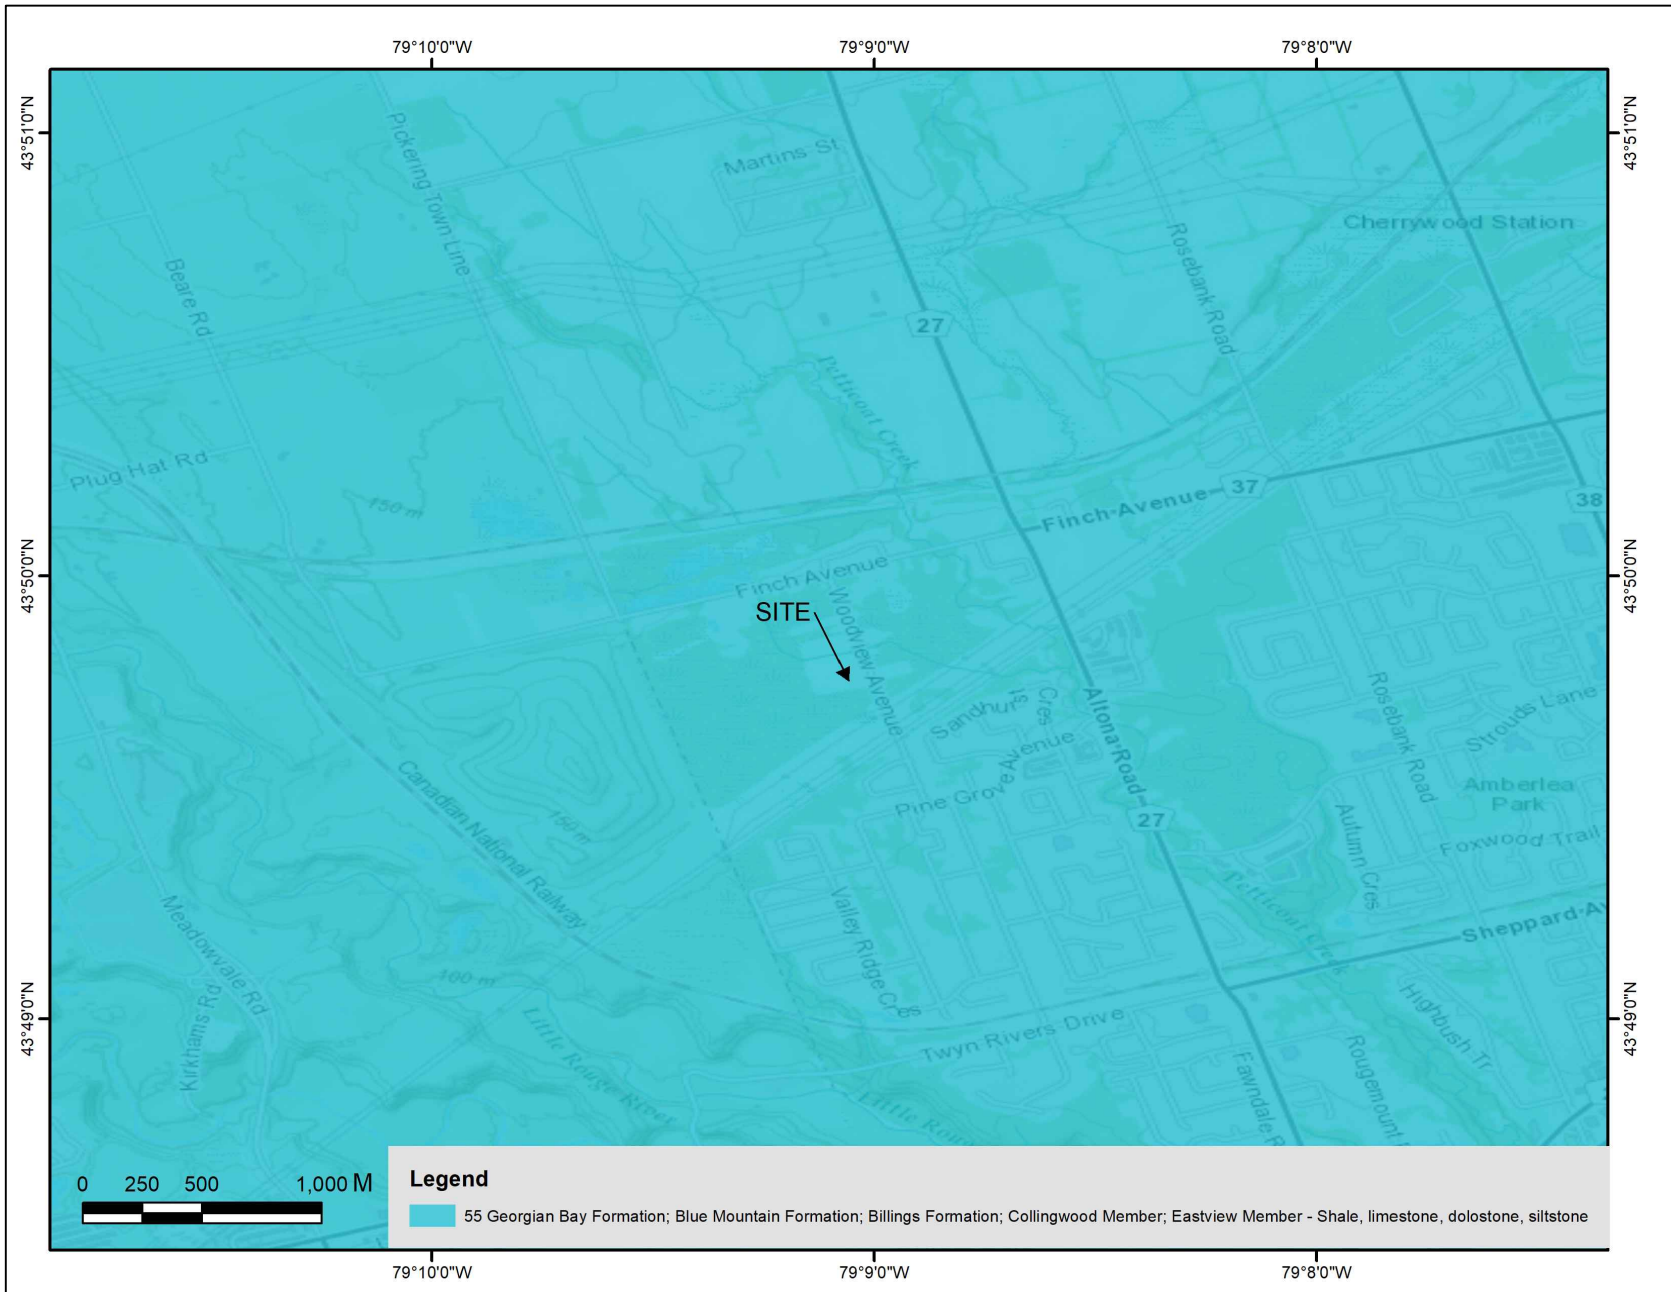 79°10'0"W
79°9'0"W
79°8'0"W
43°51'0"N
43°51'0"N
Pickering Town Line
Martins St
Cherrywood Station
Rosebank Road
Beare Rd
27
Petticoat Creek
Plug Hat Rd
150 m
Finch Avenue
37
38
43°50'0"N
43°50'0"N
Finch Avenue
SITE
Woodview Avenue
Sandhurst
Cres
Altona Road
Rosebank Road
Strouds Lane
Pine Grove Avenue
Amberlea
Park
Canadian National Railway
150 m
27
Autumn Cres
Foxwood Trail
Petticoat Creek
Valley Ridge Cres
Sheppard Av
Meadowvale Rd
100 m
Kirkhams Rd
43°49'0"N
43°49'0"N
Highbush Tr
Twyn Rivers Drive
Little Rouge River
Little Roug
Fawndale R
Rougemount
0 250 500 1,000 M
Legend
55 Georgian Bay Formation; Blue Mountain Formation; Billings Formation; Collingwood Member; Eastview Member - Shale, limestone, dolostone, siltstone
79°10'0"W
79°9'0"W
79°8'0"W